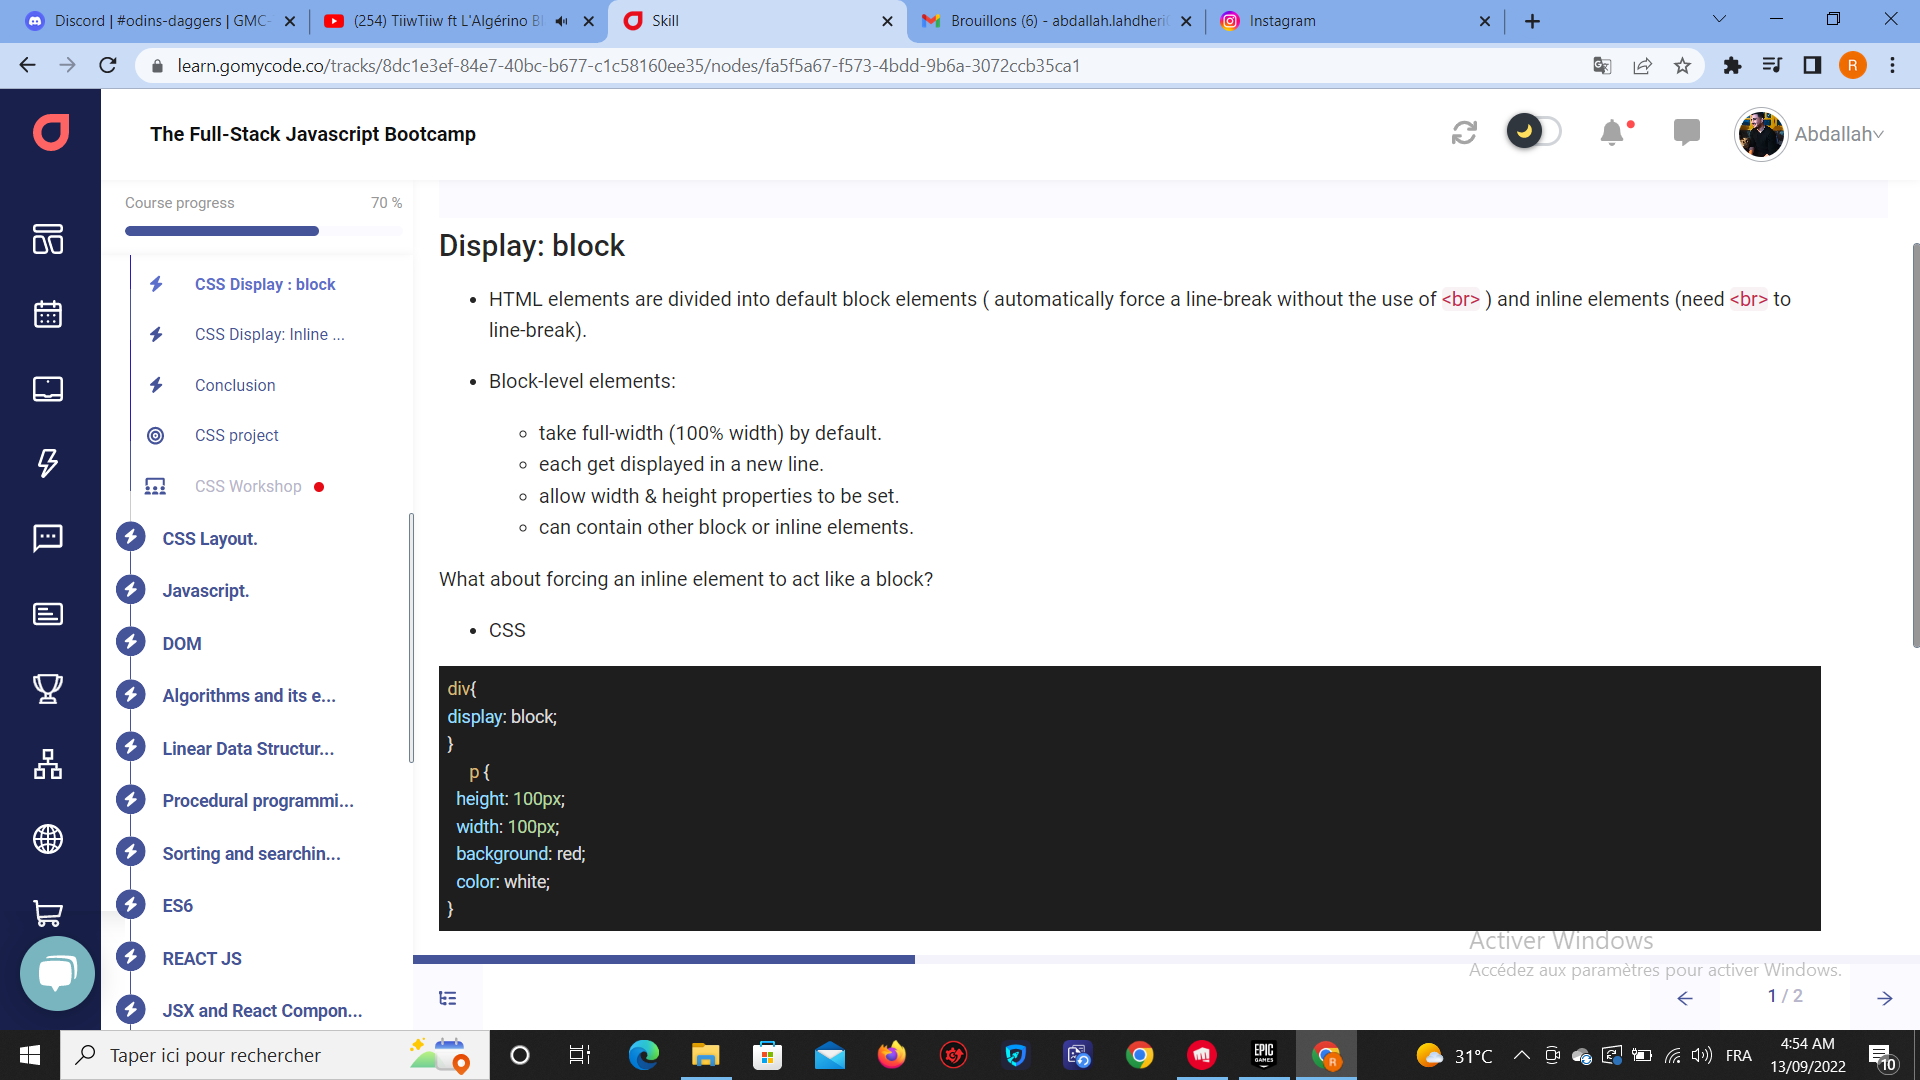 Discord | #odins-daggers | GMC-
(254) TiiwTiiw ft L'Algérino Bl
Skill
Brouillons (6) - abdallah.lahdheri
Instagram
learn.gomycode.co/tracks/8dc1e3ef-84e7-40bc-b677-c1c58160ee35/nodes/fa5f5a67-f573-4bdd-9b6a-3072ccb35ca1
R
The Full-Stack Javascript Bootcamp
Abdallah
Course progress 70 %
CSS Display : block
CSS Display: Inline ...
Conclusion
CSS project
CSS Workshop
CSS Layout.
Javascript.
DOM
Algorithms and its e...
Linear Data Structur...
Procedural programmi...
Sorting and searchin...
ES6
REACT JS
JSX and React Compon...
Display: block
• HTML elements are divided into default block elements ( automatically force a line-break without the use of <br> ) and inline elements (need <br> to
line-break).
• Block-level elements:
◦ take full-width (100% width) by default.
◦ each get displayed in a new line.
◦ allow width & height properties to be set.
◦ can contain other block or inline elements.
What about forcing an inline element to act like a block?
• CSS
div{
display: block;
}
p {
height: 100px;
width: 100px;
background: red;
color: white;
}
Activer Windows
Accédez aux paramètres pour activer Windows.
1 / 2
Taper ici pour rechercher
EPIC
GAMES
R
31°C
FRA
4:54 AM
13/09/2022
10